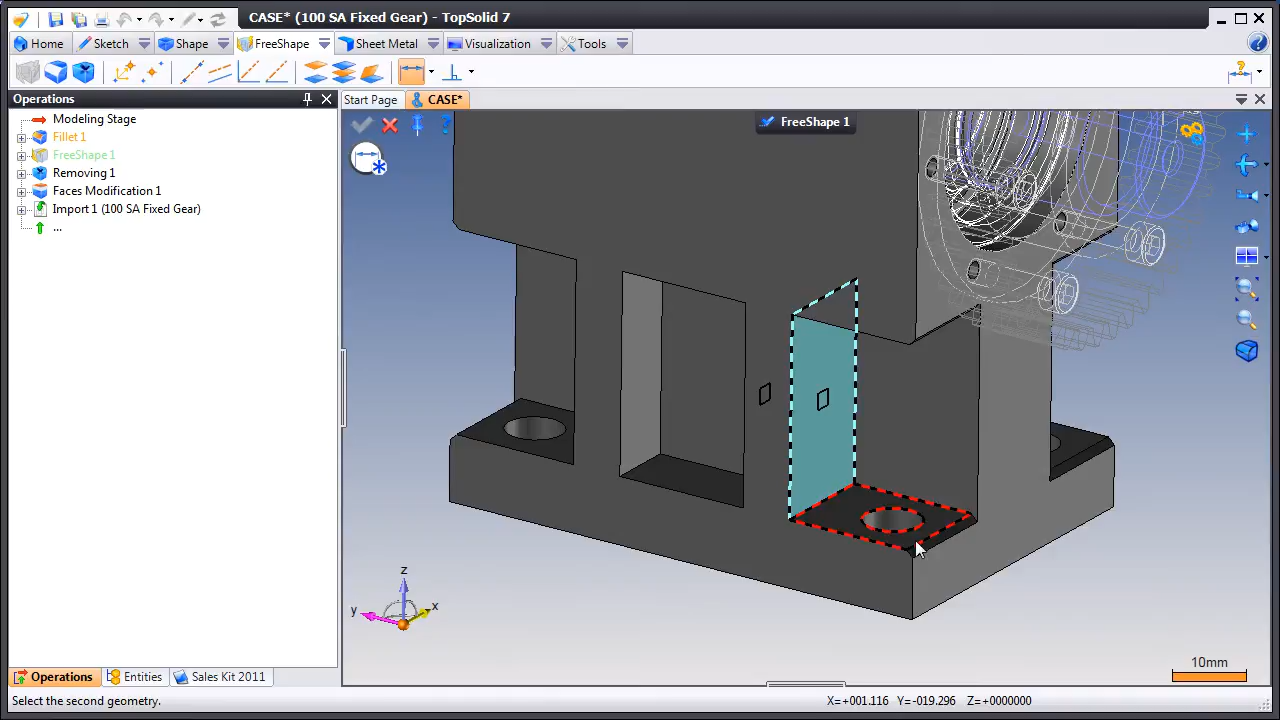 CASE* (100 SA Fixed Gear) - TopSolid 7
Home Sketch Shape FreeShape Sheet Metal Visualization Tools
Operations
Start Page CASE*
Modeling Stage
Fillet 1
FreeShape 1
Removing 1
Faces Modification 1
Import 1 (100 SA Fixed Gear)
...
FreeShape 1
z
y
x
10mm
Operations Entities Sales Kit 2011
Select the second geometry.
X=+001.116 Y=-019.296 Z=+0000000